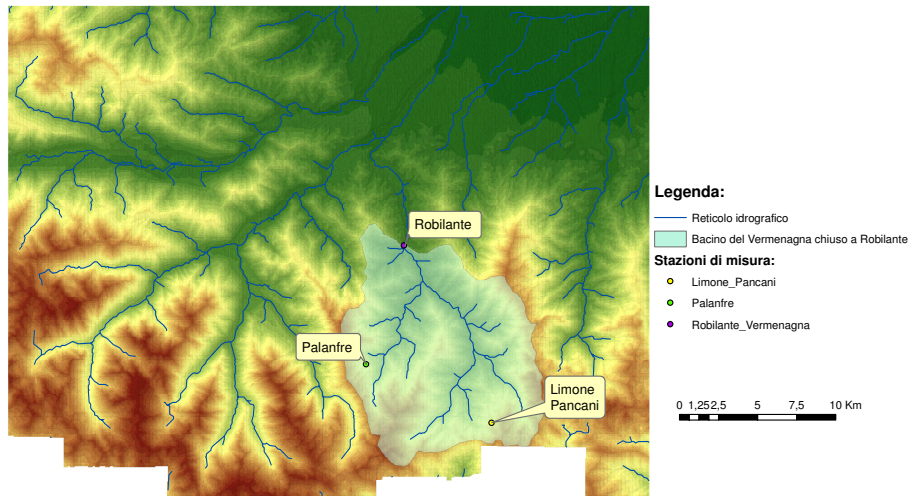 Robilante
Palanfre
Limone
Pancani
Legenda:
Reticolo idrografico
Bacino del Vermenagna chiuso a Robilante
Stazioni di misura:
Limone_Pancani
Palanfre
Robilante_Vermenagna
0 1,252,5 5 7,5 10 Km